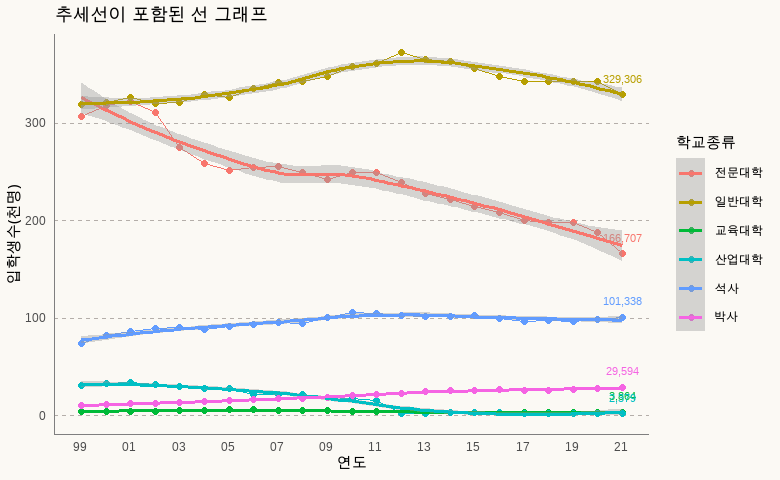 추세선이 포함된 선 그래프
입학생수(천명)
300
200
100
0
329,306
166,707
101,338
29,594
99 01 03 05 07 09 11 13 15 17 19 21
연도
학교종류
전문대학
일반대학
교육대학
산업대학
석사
박사